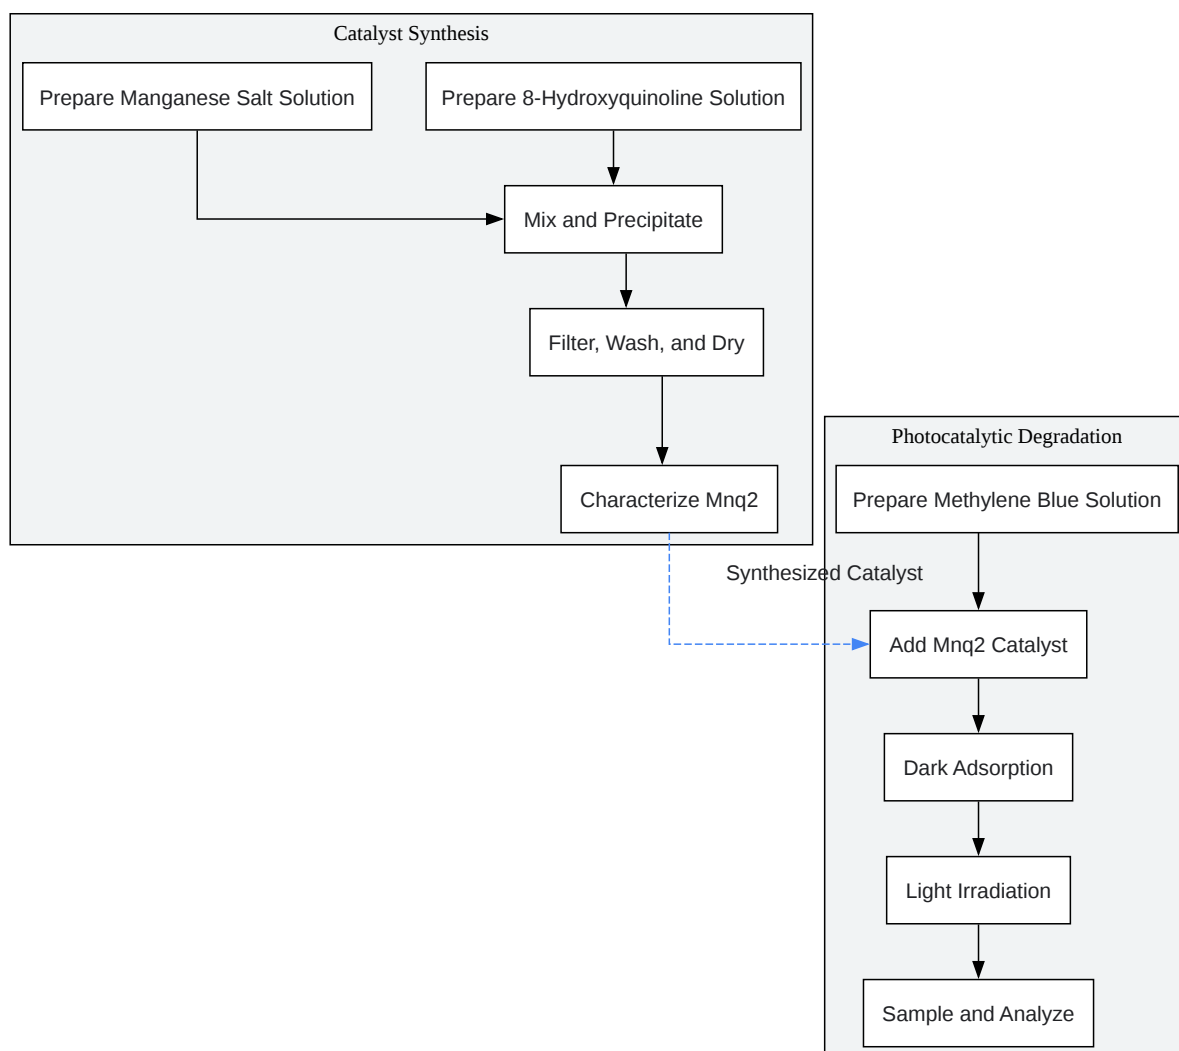 Catalyst Synthesis
Prepare Manganese Salt Solution
Prepare 8-Hydroxyquinoline Solution
Mix and Precipitate
Filter, Wash, and Dry
Characterize Mnq2
Photocatalytic Degradation
Prepare Methylene Blue Solution
Synthesized Catalyst
Add Mnq2 Catalyst
Dark Adsorption
Light Irradiation
Sample and Analyze